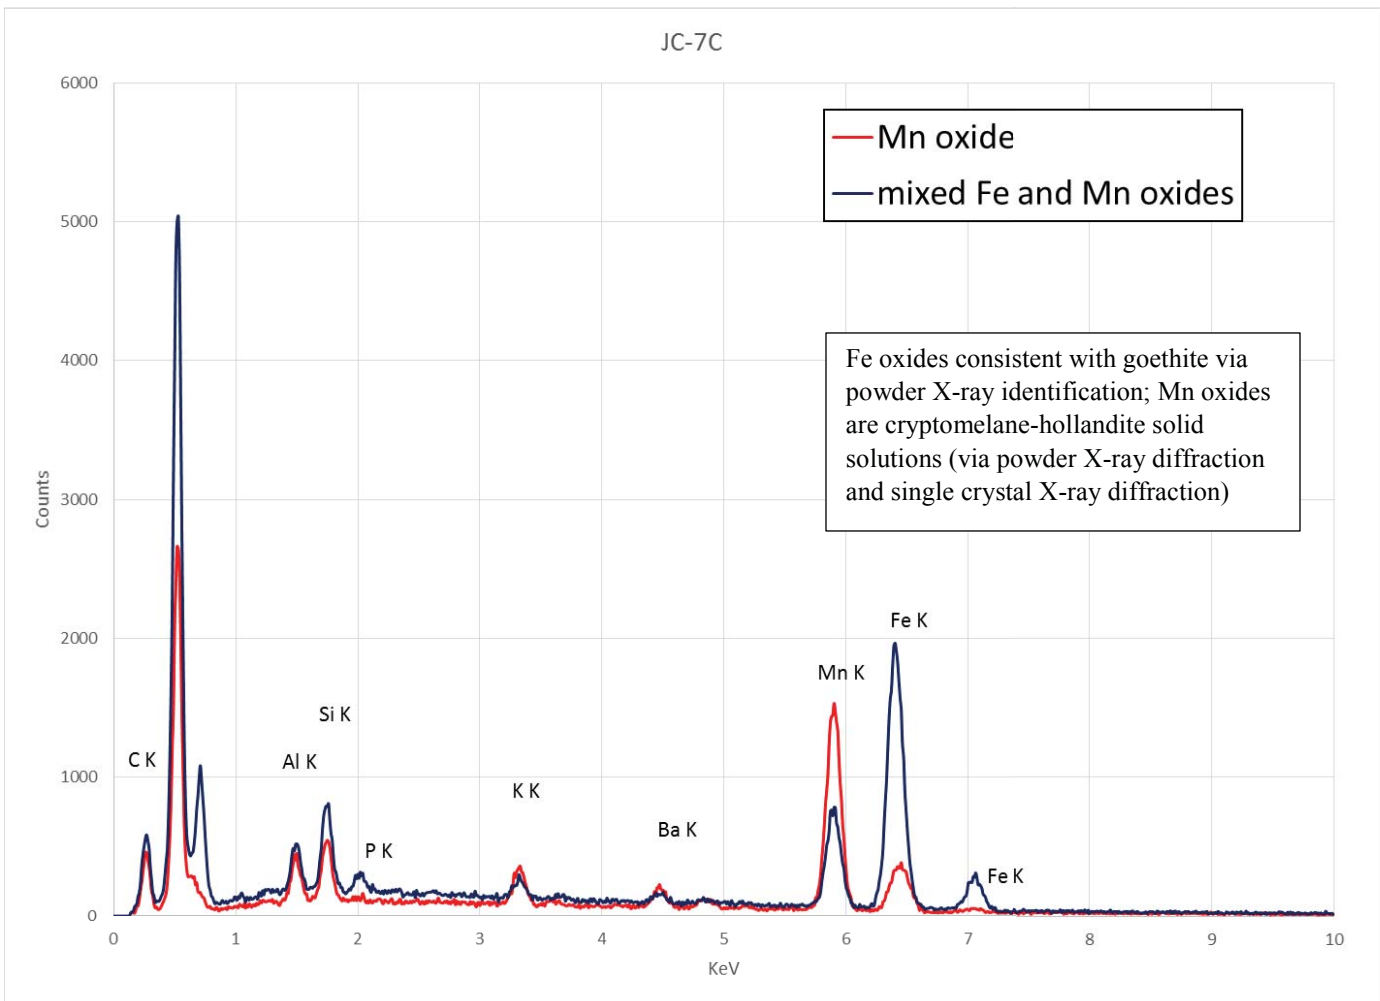 JC-7C
6000
5000
4000
3000
2000
1000
0
Counts
Mn oxide
mixed Fe and Mn oxides
Fe oxides consistent with goethite via
powder X-ray identification; Mn oxides
are cryptomelane-hollandite solid
solutions (via powder X-ray diffraction
and single crystal X-ray diffraction)
Fe K
Mn K
Si K
C K
Al K
K K
Ba K
P K
Fe K
0 1 2 3 4 5 6 7 8 9 10
KeV